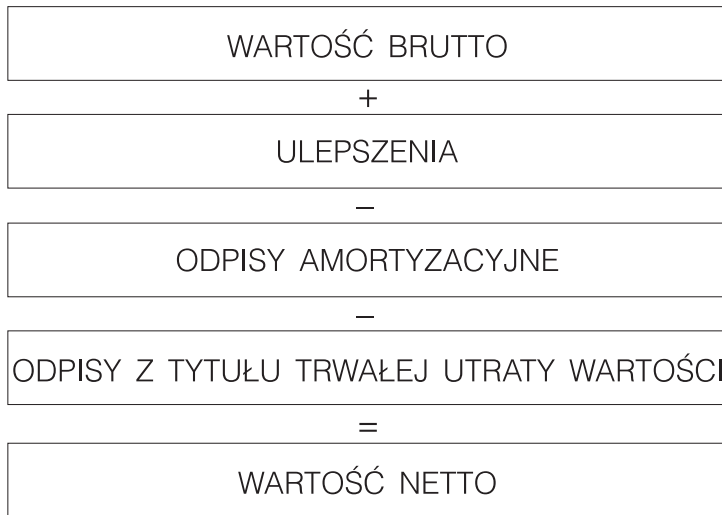 WARTOŚĆ BRUTTO
+
ULEPSZENIA
–
ODPISY AMORTYZACYJNE
–
ODPISY Z TYTUŁU TRWAŁEJ UTRATY WARTOŚCI
=
WARTOŚĆ NETTO